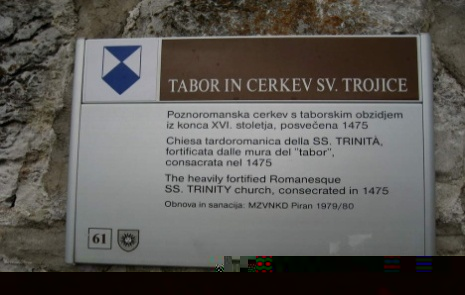 TABOR IN CERKEV SV. TROJICE
Poznoromanska cerkev s taborskim obzidjem
iz konca XVI. stoletja, posvečena 1475
Chiesa tardoromanica della SS. TRINITÀ,
fortificata dalle mura del "tabor",
consacrata nel 1475
The heavily fortified Romanesque
SS. TRINITY church, consecrated in 1475
Obnova in sanacija: MZVNKD Piran 1979/80
61